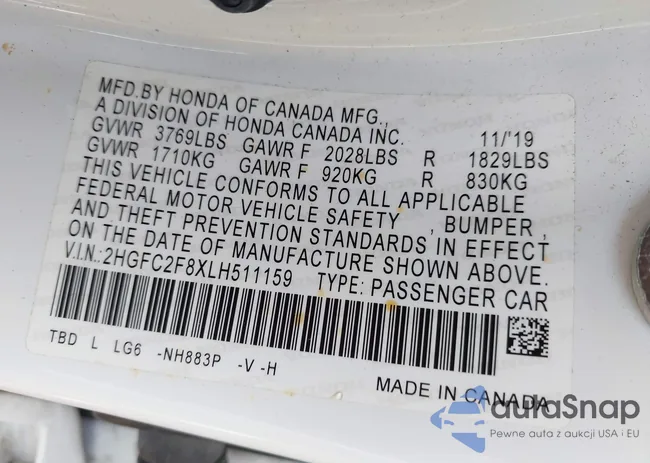 MFD.BY HONDA OF CANADA MFG.,
A DIVISION OF HONDA CANADA INC. 11/'19
GVWR 3769LBS GAWR F 2028LBS R 1829LBS
GVWR 1710KG GAWR F 920KG R 830KG
THIS VEHICLE CONFORMS TO ALL APPLICABLE
FEDERAL MOTOR VEHICLE SAFETY , BUMPER ,
AND THEFT PREVENTION STANDARDS IN EFFECT
ON THE DATE OF MANUFACTURE SHOWN ABOVE.
V.I.N.:2HGFC2F8XLH511159 TYPE: PASSENGER CAR
TBD L LG6 -NH883P -V -H
MADE IN CANADA
auraSnap
Pewne auta z aukcji USA i EU